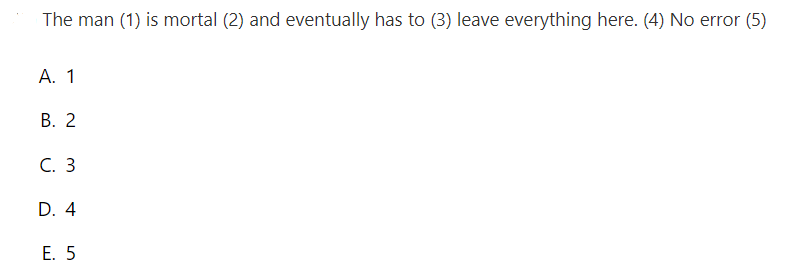 The man (1) is mortal (2) and eventually has to (3) leave everything here. (4) No error (5)
A. 1
B. 2
C. 3
D. 4
E. 5